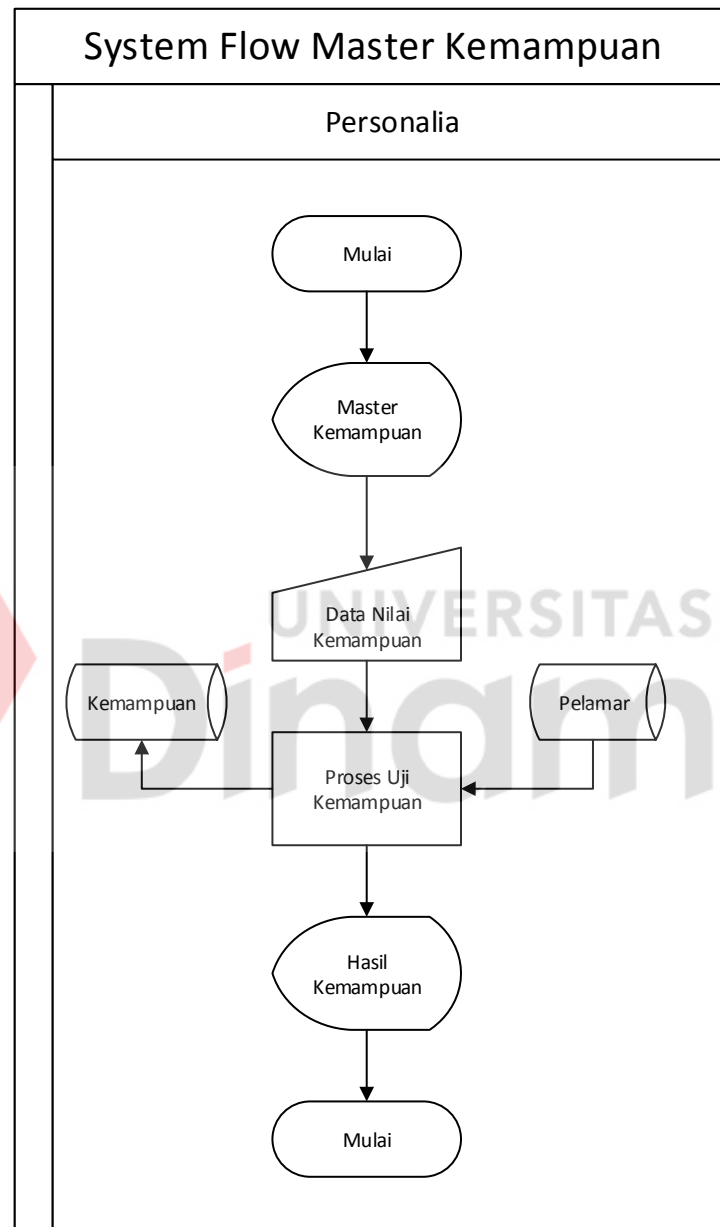 System Flow Master Kemampuan
Personalia
Mulai
Master
Kemampuan
UNIVERSITAS
Data Nilai
Kemampuan
Dinam
Kemampuan
Pelamar
Proses Uji
Kemampuan
Hasil
Kemampuan
Mulai